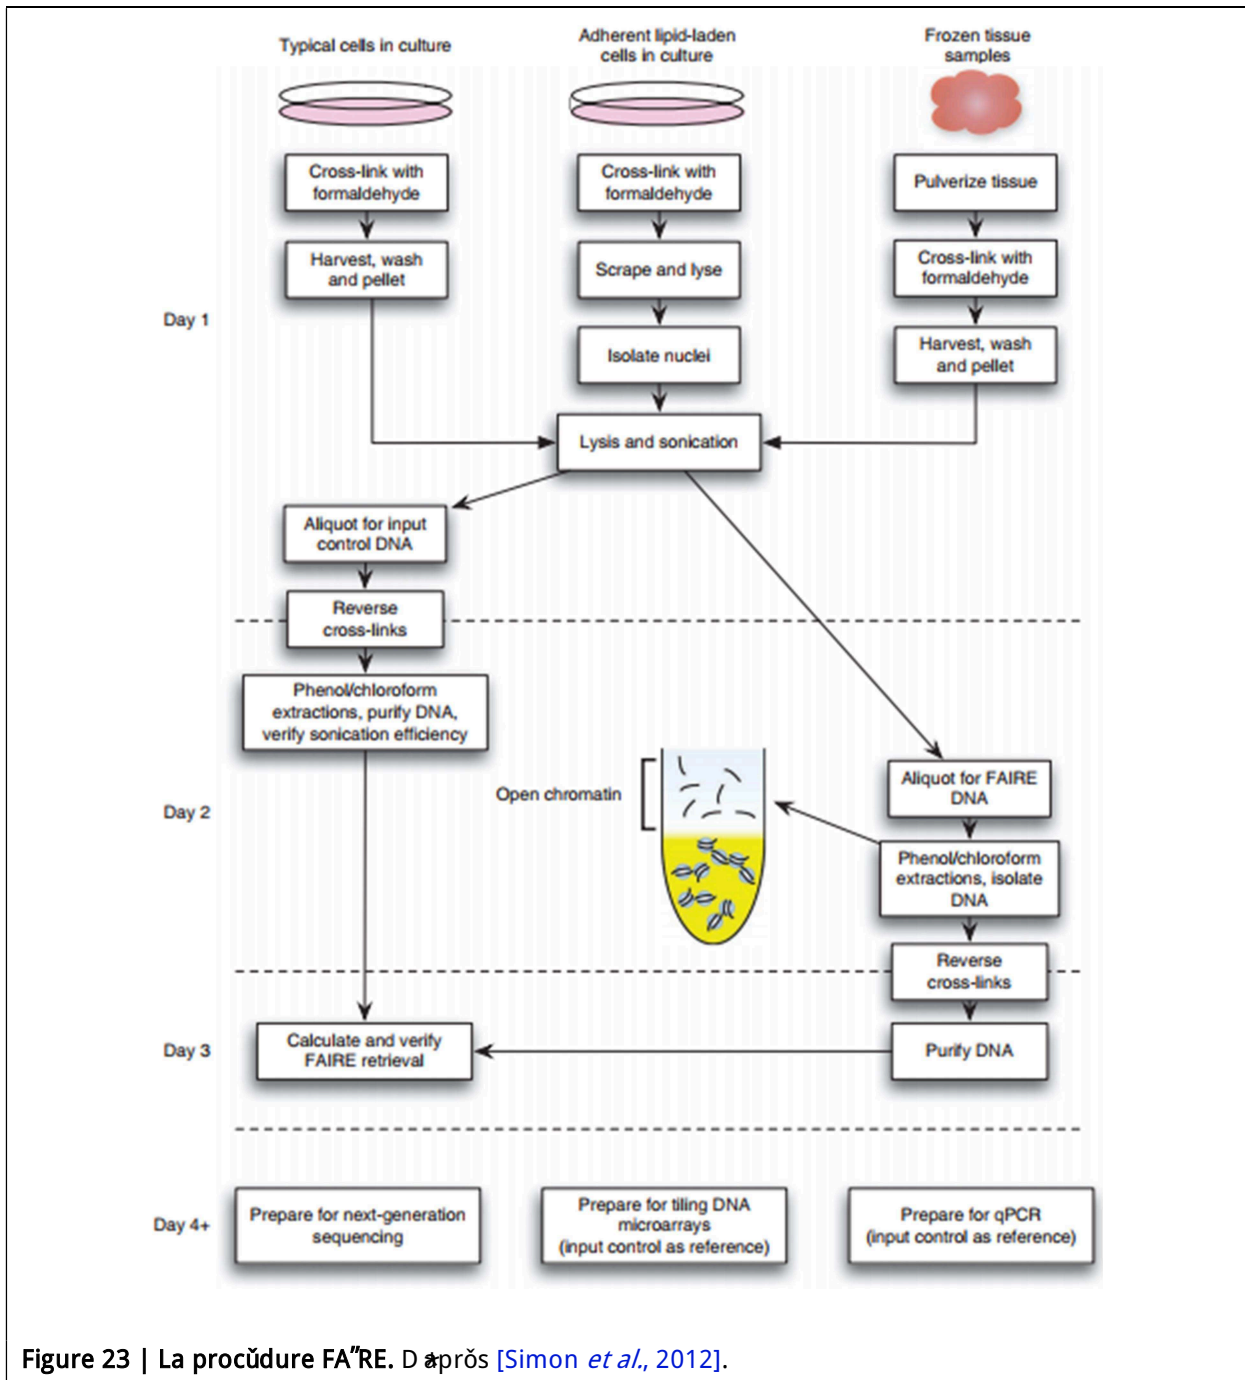 Typical cells in culture
Adherent lipid-laden
cells in culture
Frozen tissue
samples
Cross-link with
formaldehyde
Cross-link with
formaldehyde
Pulverize tissue
Harvest, wash
and pellet
Scrape and lyse
Cross-link with
formaldehyde
Day 1
Isolate nuclei
Harvest, wash
and pellet
Lysis and sonication
Aliquot for input
control DNA
Reverse
cross-links
Phenol/chloroform
extractions, purify DNA,
verify sonication efficiency
Day 2
Open chromatin
Aliquot for FAIRE
DNA
Phenol/chloroform
extractions, isolate
DNA
Reverse
cross-links
Day 3
Calculate and verify
FAIRE retrieval
Purify DNA
Day 4+
Prepare for next-generation
sequencing
Prepare for tiling DNA
microarrays
(input control as reference)
Prepare for qPCR
(input control as reference)
Figure 23 | La procŭdure FA"RE. D prŏs [Simon et al., 2012].